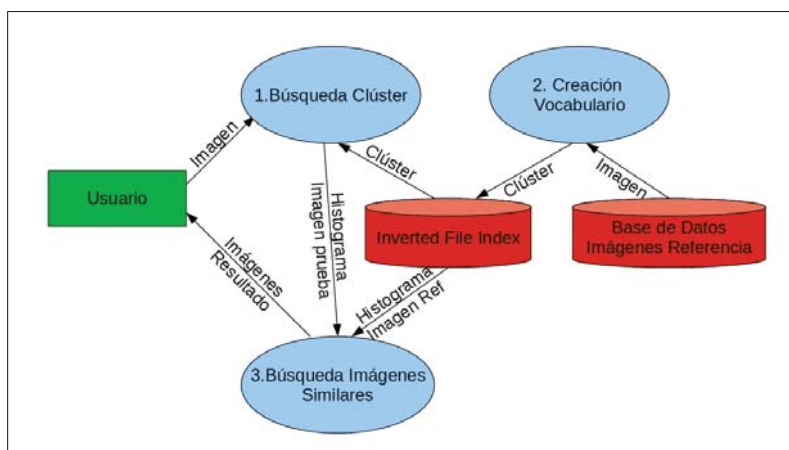 1.Búsqueda Clúster
2. Creación
Vocabulario
Imagen
Clúster
Clúster
Imagen
Usuario
Histograma
Imagen prueba
Inverted File Index
Base de Datos
Imágenes Referencia
Imágenes
Resultado
Histograma
Imagen Ref
3.Búsqueda Imágenes
Similares